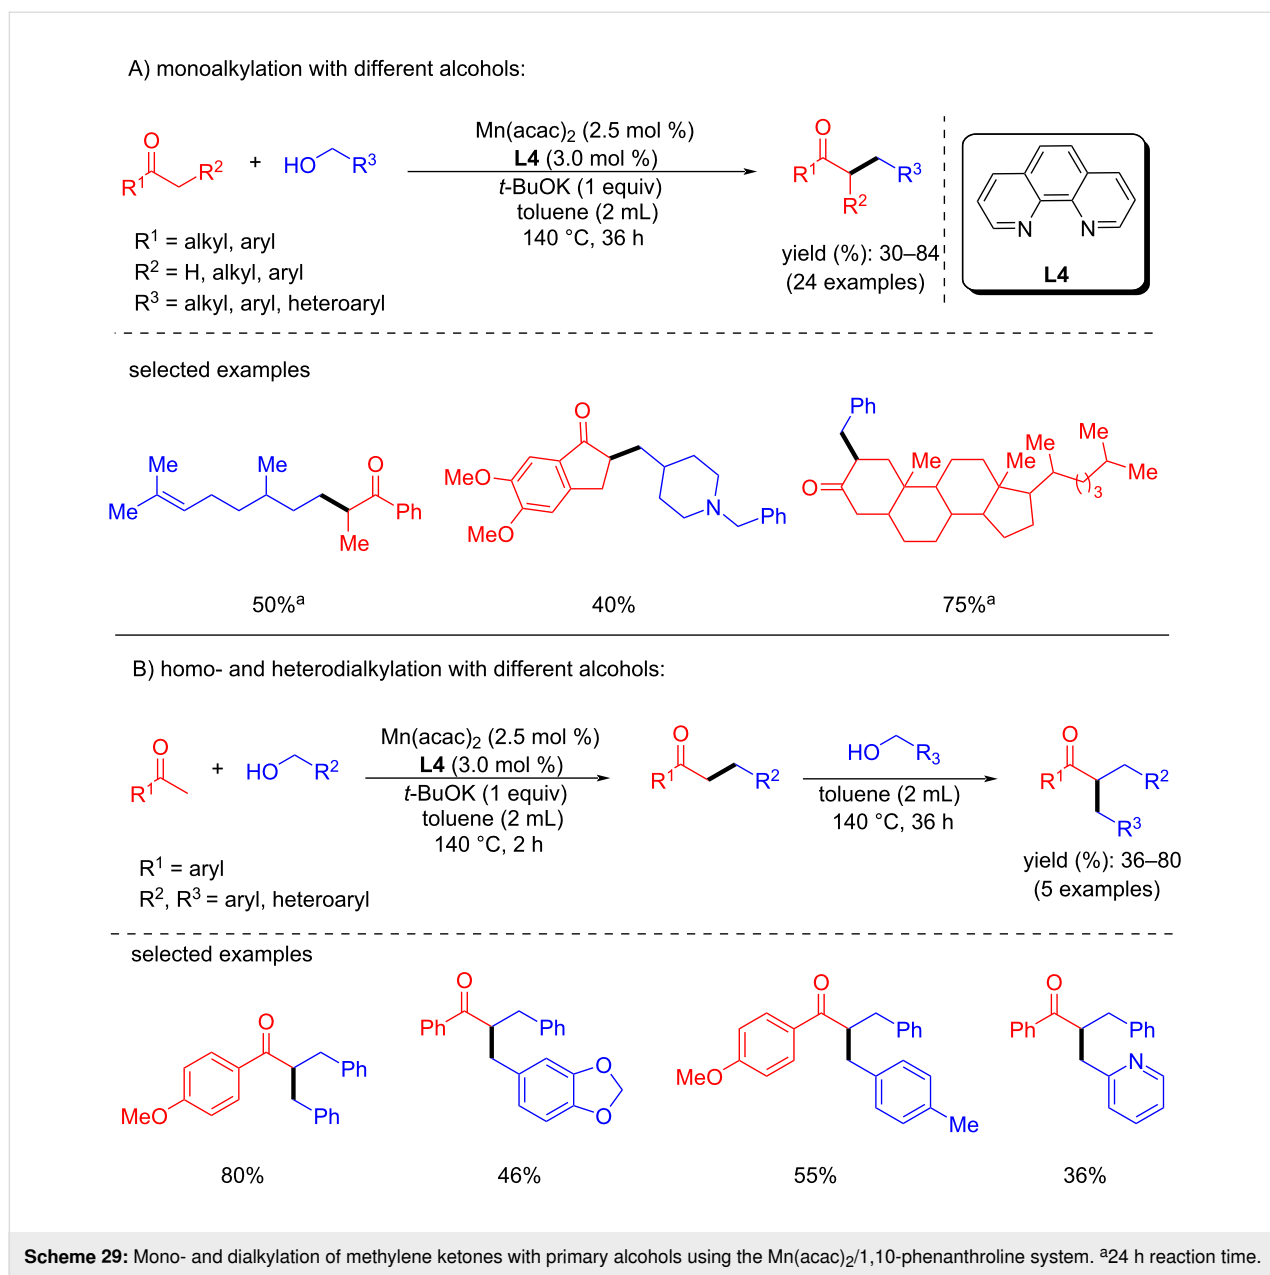 A) monoalkylation with different alcohols:
O
R¹
R²
+
HO
R³
Mn(acac)₂ (2.5 mol %)
L4 (3.0 mol %)
t-BuOK (1 equiv)
toluene (2 mL)
140 °C, 36 h
O
R¹
R²
R³
N
N
L4
R¹ = alkyl, aryl
R² = H, alkyl, aryl
R³ = alkyl, aryl, heteroaryl
yield (%): 30–84
(24 examples)
selected examples
Me
Me
Me
O
Ph
Me
50%ᵃ
O
MeO
MeO
N
Ph
40%
Ph
O
Me
Me
Me
Me
Me
)₃
75%ᵃ
B) homo- and heterodialkylation with different alcohols:
O
R¹
+
HO
R²
Mn(acac)₂ (2.5 mol %)
L4 (3.0 mol %)
t-BuOK (1 equiv)
toluene (2 mL)
140 °C, 2 h
O
R¹
R²
HO
R₃
toluene (2 mL)
140 °C, 36 h
O
R¹
R²
R³
R¹ = aryl
R², R³ = aryl, heteroaryl
yield (%): 36–80
(5 examples)
selected examples
O
Ph
Ph
MeO
80%
O
Ph
Ph
O
O
46%
O
Ph
MeO
Me
55%
O
Ph
Ph
N
36%
Scheme 29: Mono- and dialkylation of methylene ketones with primary alcohols using the Mn(acac)₂/1,10-phenanthroline system. ᵃ24 h reaction time.